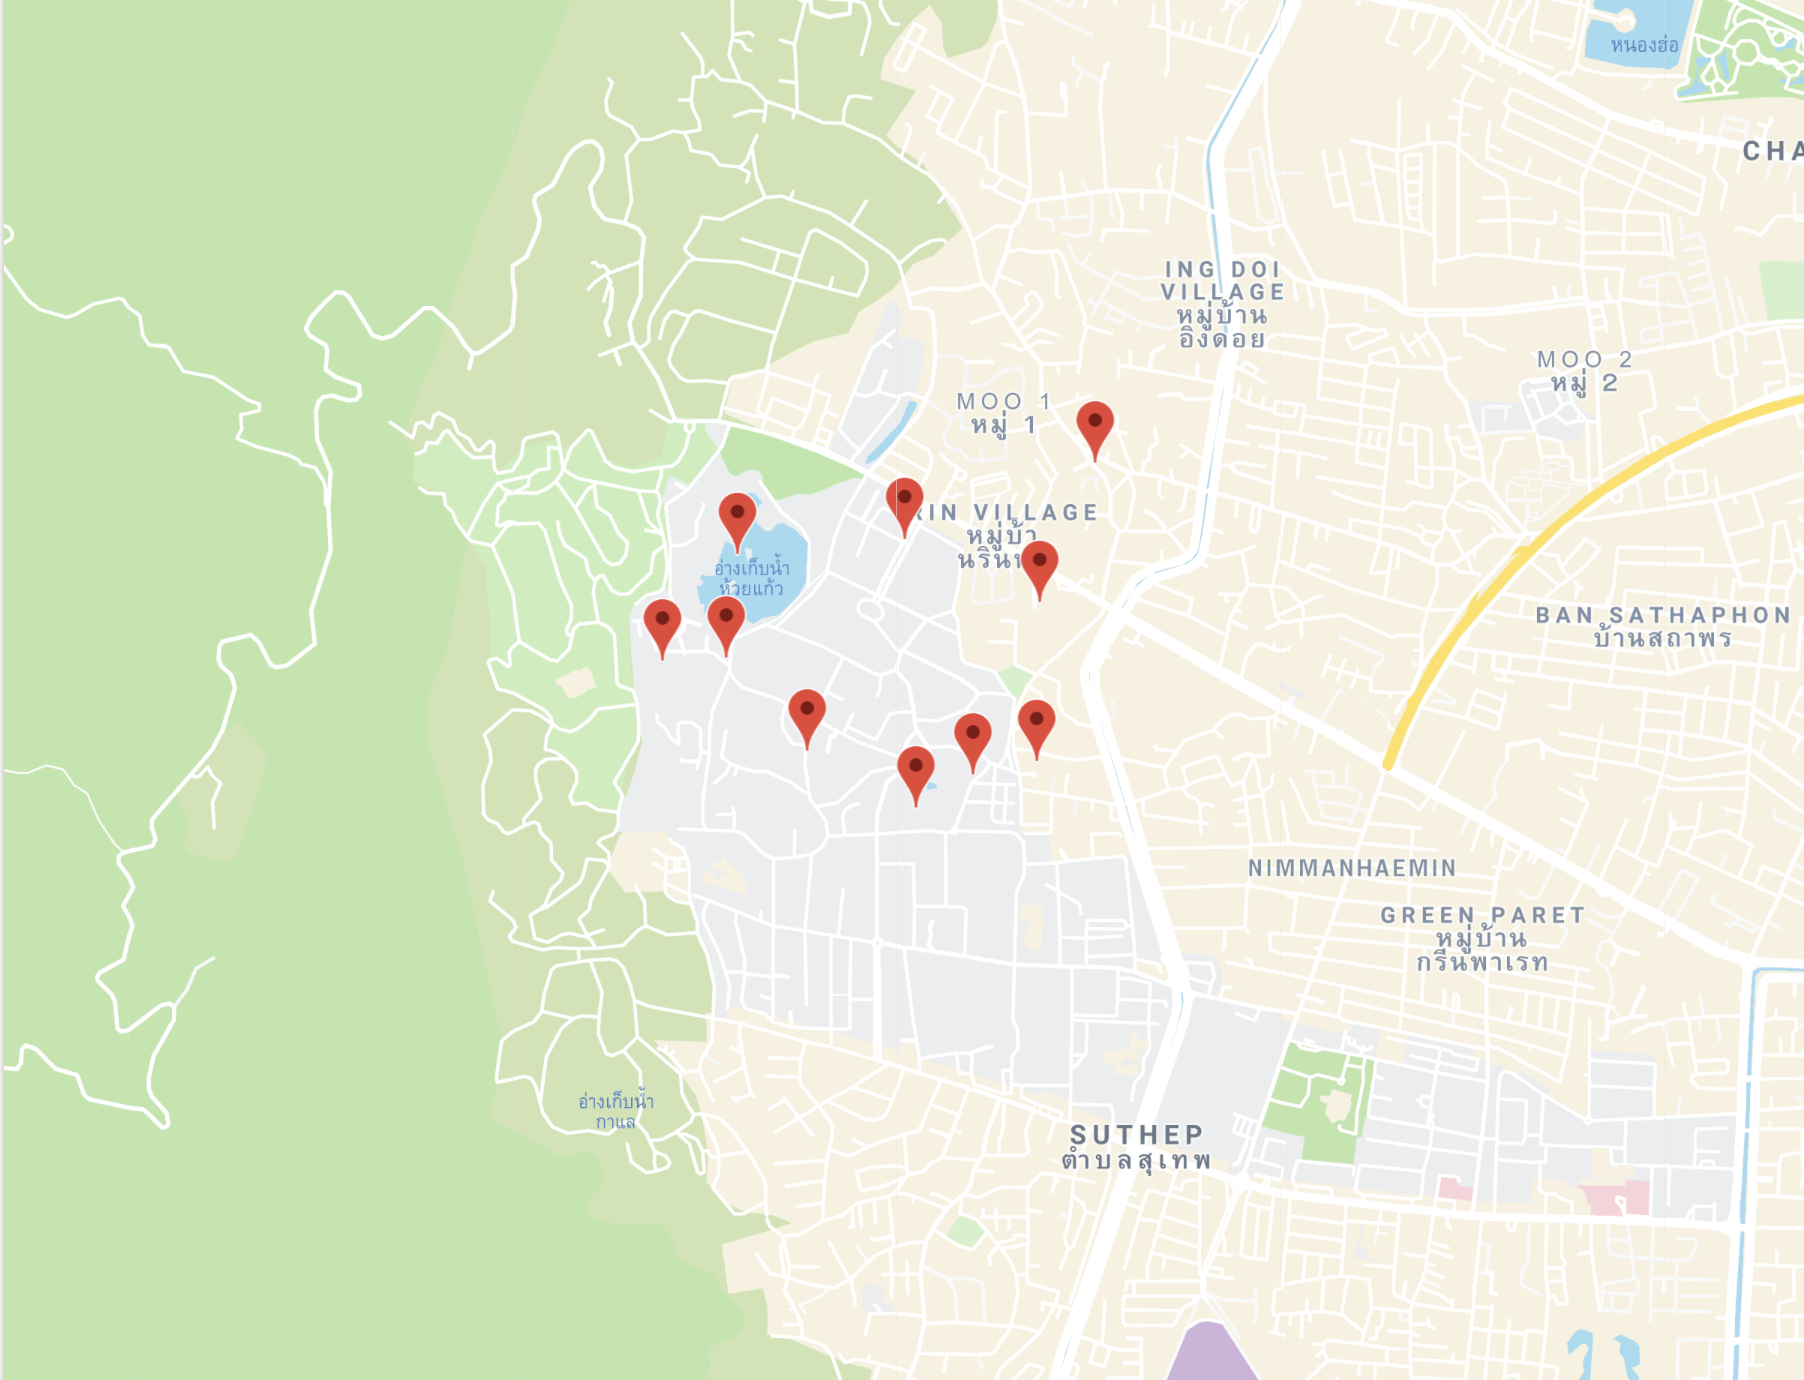 หนองฮ่อ
CHA
ING DOI
VILLAGE
หมู่บ้าน
อิงดอย
MOO 2
หมู่ 2
MOO 1
หมู่ 1
RIN VILLAGE
หมู่บ้า
นริน
อ่างเก็บน้ำ
ห้วยแก้ว
BAN SATHAPHON
บ้านสถาพร
NIMMANHAEMIN
GREEN PARET
หมู่บ้าน
กรีนพาเรท
อ่างเก็บน้ำ
กาแล
SUTHEP
ตำบลสุเทพ